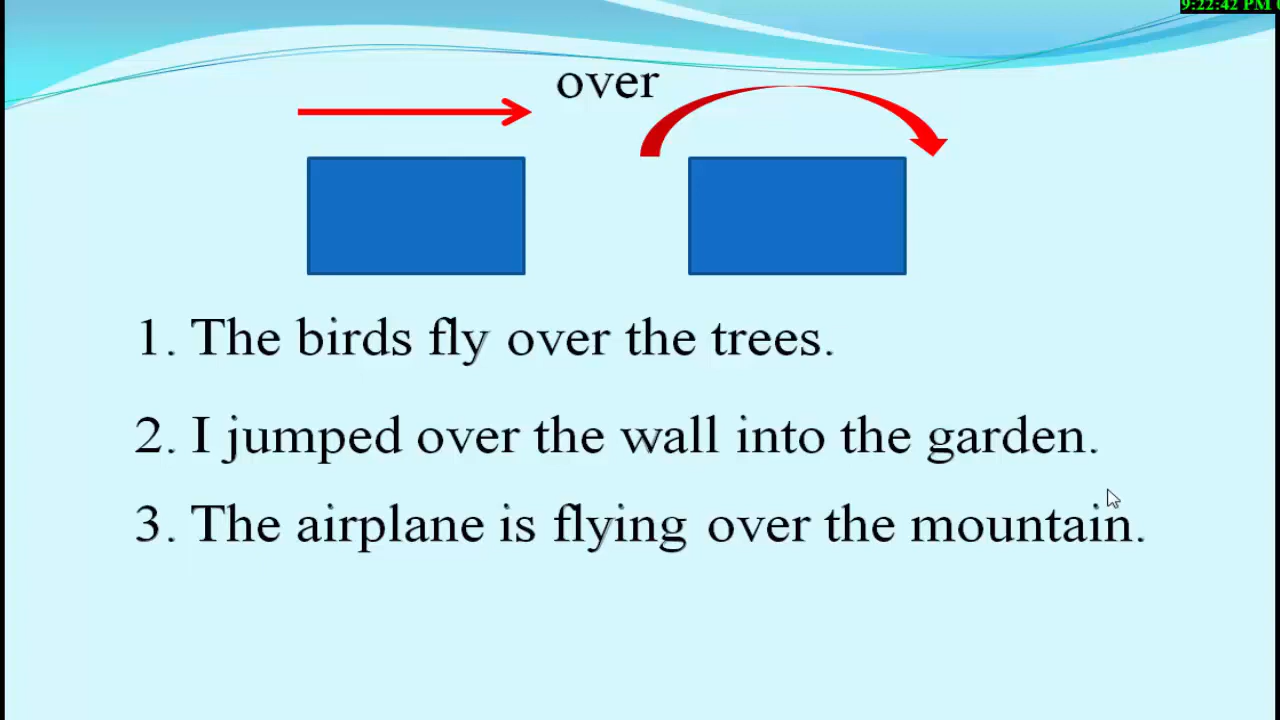 9:22:42 PM
over
1. The birds fly over the trees.
2. I jumped over the wall into the garden.
3. The airplane is flying over the mountain.